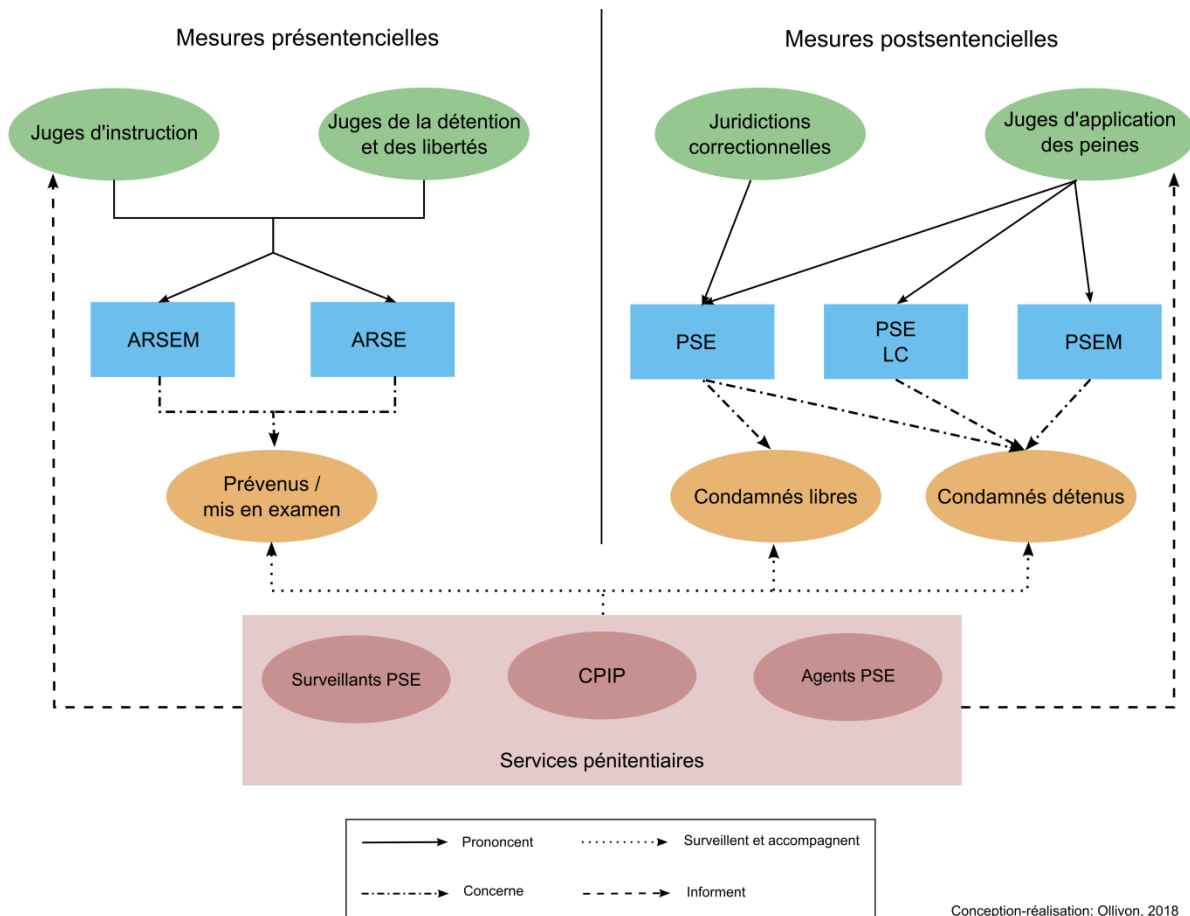 Mesures présentencielles
Mesures postsentencielles
Juges d'instruction
Juges de la détention
et des libertés
Juridictions
correctionnelles
Juges d'application
des peines
ARSEM
ARSE
PSE
PSE
LC
PSEM
Prévenus /
mis en examen
Condamnés libres
Condamnés détenus
Surveillants PSE
CPIP
Agents PSE
Services pénitentiaires
Prononcent
Surveillent et accompagnent
Concerne
Informent
Conception-réalisation: Ollivon, 2018